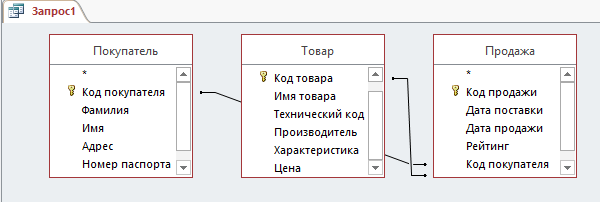 Запрос1
Покупатель
*
Код покупателя
Фамилия
Имя
Адрес
Номер паспорта
Товар
Код товара
Имя товара
Технический код
Производитель
Характеристика
Цена
Продажа
*
Код продажи
Дата поставки
Дата продажи
Рейтинг
Код покупателя